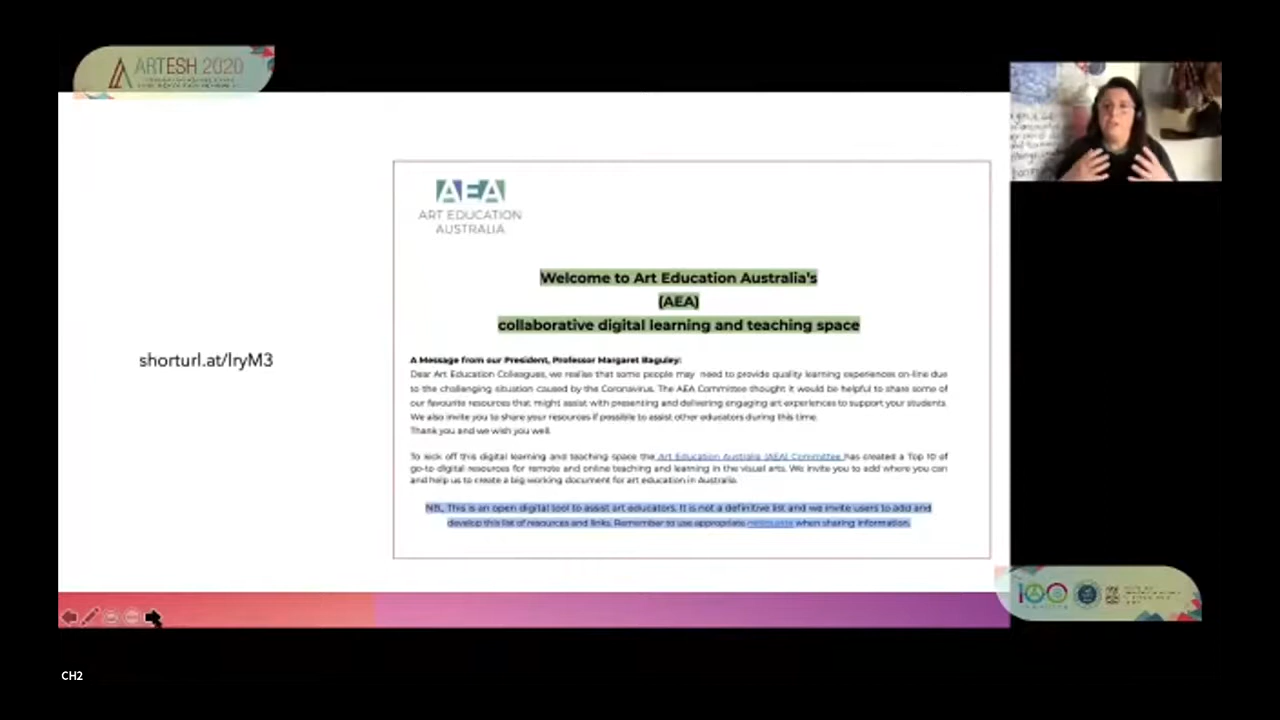 ARTESH 2020
AEA
ART EDUCATION
AUSTRALIA
Welcome to Art Education Australia's
(AEA)
collaborative digital learning and teaching space
shorturl.at/lryM3
A Message from our President, Professor Margaret Baguley:
Dear Art Education Colleagues, we realise that some people may need to provide quality learning experiences on-line due
to the challenging situation caused by the Coronavirus. The AEA Committee thought it would be helpful to share some of
our favourite resources that might assist with presenting and delivering engaging art experiences to support your students.
We also invite you to share your resources if possible to assist other educators during this time.
Thank you and we wish you well.
To kick off this digital learning and teaching space the Art Education Australia (AEA) Committee has created a Top 10 of
go-to digital resources for remote and online teaching and learning in the visual arts. We invite you to add where you can
and help us to create a big working document for art education in Australia.
NB. This is an open digital tool to assist art educators. It is not a definitive list and we invite users to add and
develop this list of resources and links. Remember to use appropriate when sharing information.
100
CH2